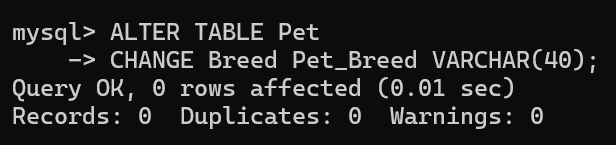 mysql> ALTER TABLE Pet
    -> CHANGE Breed Pet_Breed VARCHAR(40);
Query OK, 0 rows affected (0.01 sec)
Records: 0  Duplicates: 0  Warnings: 0